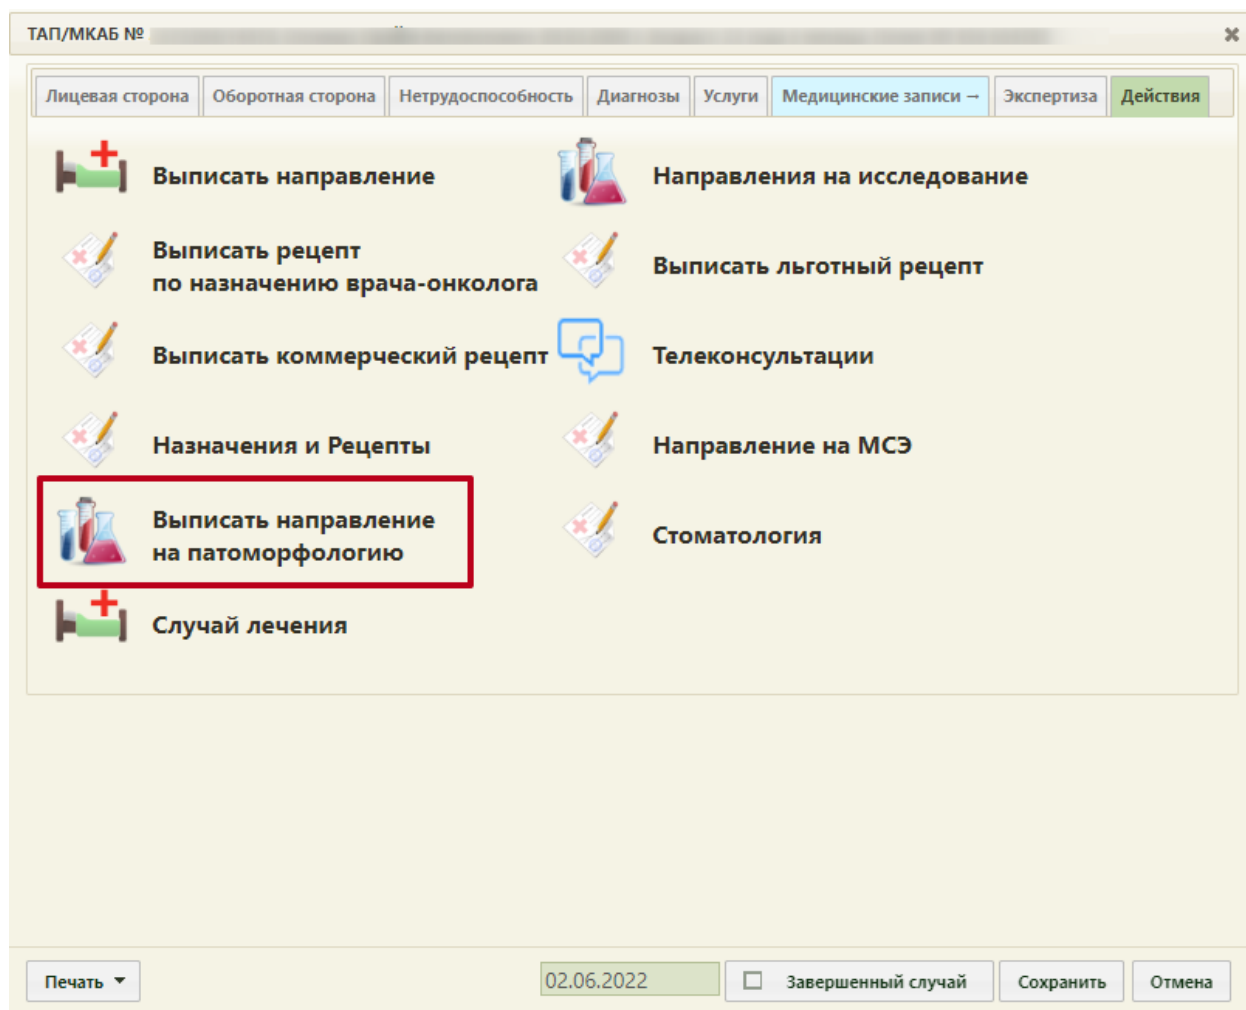 ТАП/МКАБ №
Лицевая сторона Оборотная сторона Нетрудоспособность Диагнозы Услуги Медицинские записи → Экспертиза Действия
Выписать направление
Направления на исследование
Выписать рецепт
по назначению врача-онколога
Выписать льготный рецепт
Выписать коммерческий рецепт
Телеконсультации
Назначения и Рецепты
Направление на МСЭ
Выписать направление
на патоморфологию
Стоматология
Случай лечения
Печать 02.06.2022 Завершенный случай Сохранить Отмена